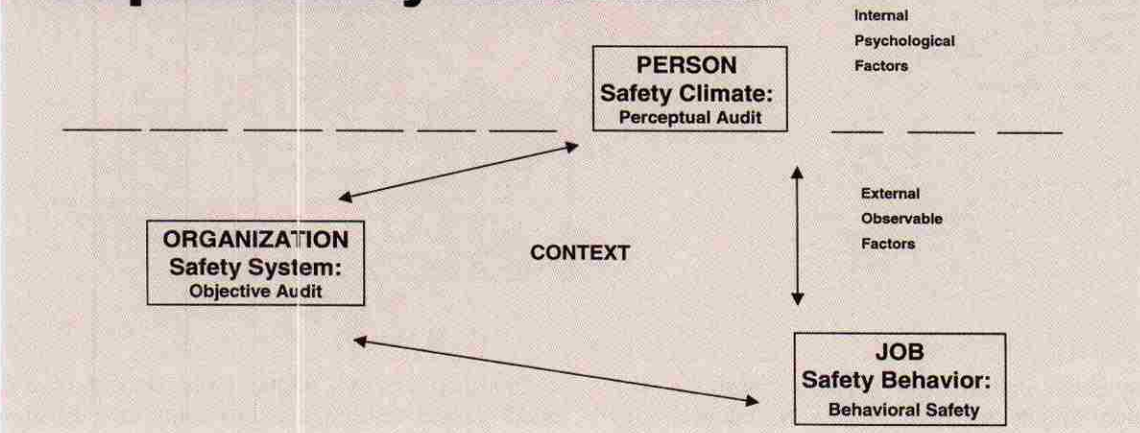 Internal
Psychological
Factors
PERSON
Safety Climate:
Perceptual Audit
External
Observable
Factors
ORGANIZATION
Safety System:
Objective Audit
CONTEXT
JOB
Safety Behavior:
Behavioral Safety